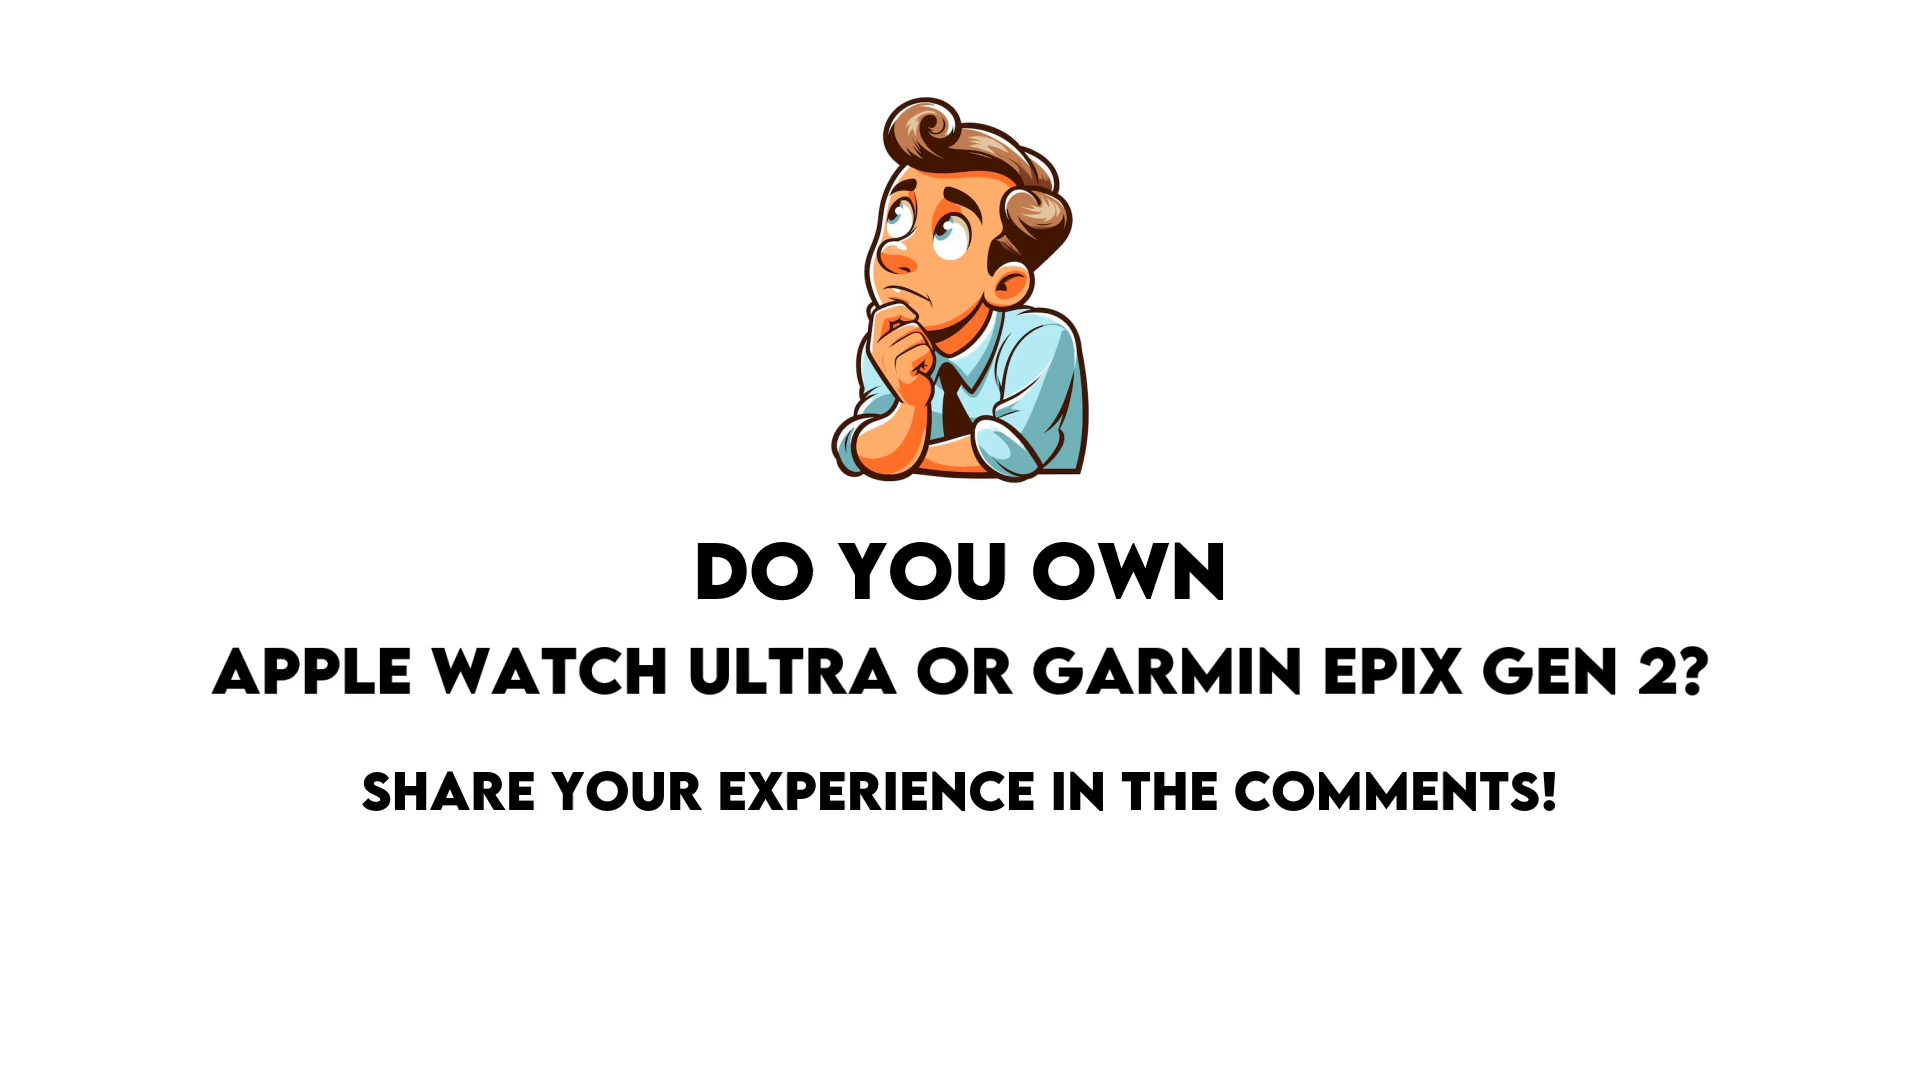 DO YOU OWN
APPLE WATCH ULTRA OR GARMIN EPIX GEN 2?
SHARE YOUR EXPERIENCE IN THE COMMENTS!